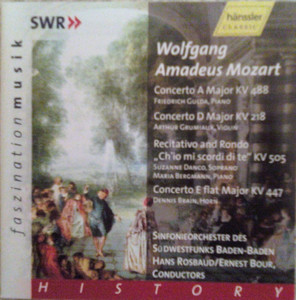 SWR»
hänssler
CLASSIC
Wolfgang
Amadeus Mozart
Concerto A Major KV 488
Friedrich Gulda, Piano
Concerto D Major KV 218
Arthur Grumiaux, Violin
Recitativo and Rondo
„Ch'io mi scordi di te" KV 505
Suzanne Danco, Soprano
Maria Bergmann, Piano
Concerto E flat Major KV 447
Dennis Brain, Horn
Sinfonieorchester des
Südwestfunks Baden-Baden
Hans Rosbaud/Ernest Bour,
Conductors
faszination musik
HISTORY